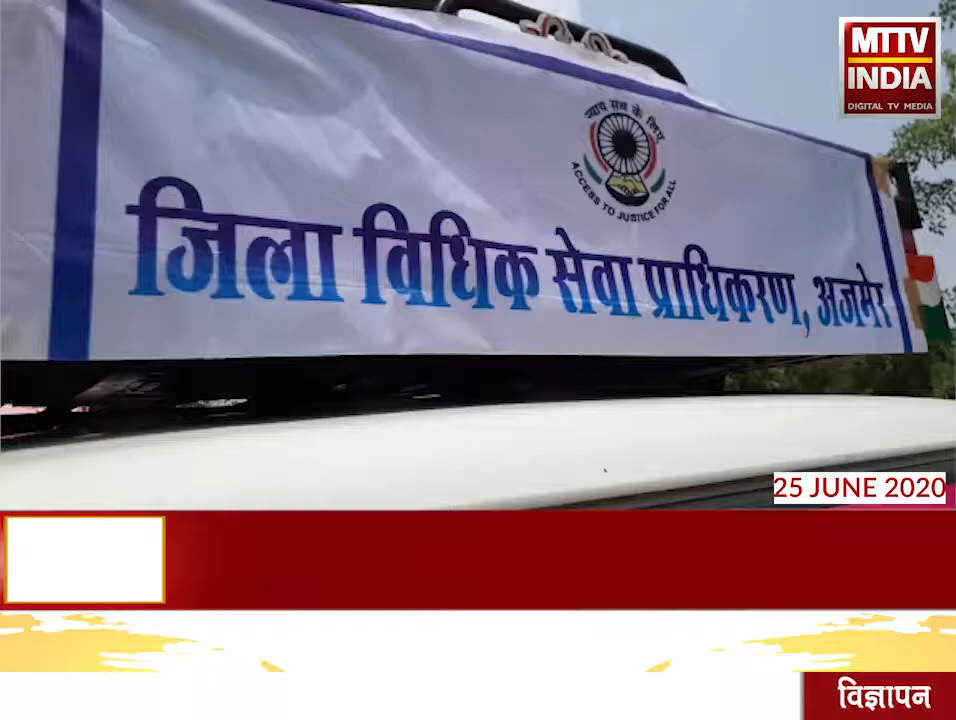 MTTV
INDIA
DIGITAL TV MEDIA
न्याय सब के लिए
ACCESS TO JUSTICE FOR ALL
जिला विधिक सेवा प्राधिकरण, अजमेर
25 JUNE 2020
विज्ञापन